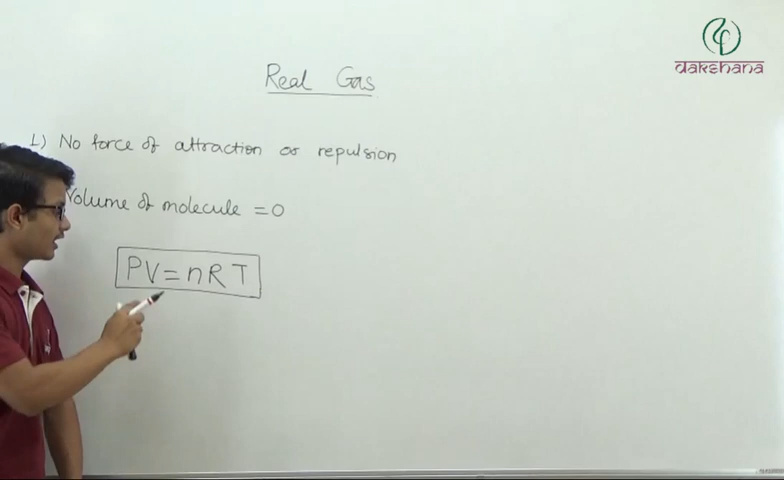 dakshana
Real Gas
1) No force of attraction or repulsion
Volume of molecule = 0
PV = nRT